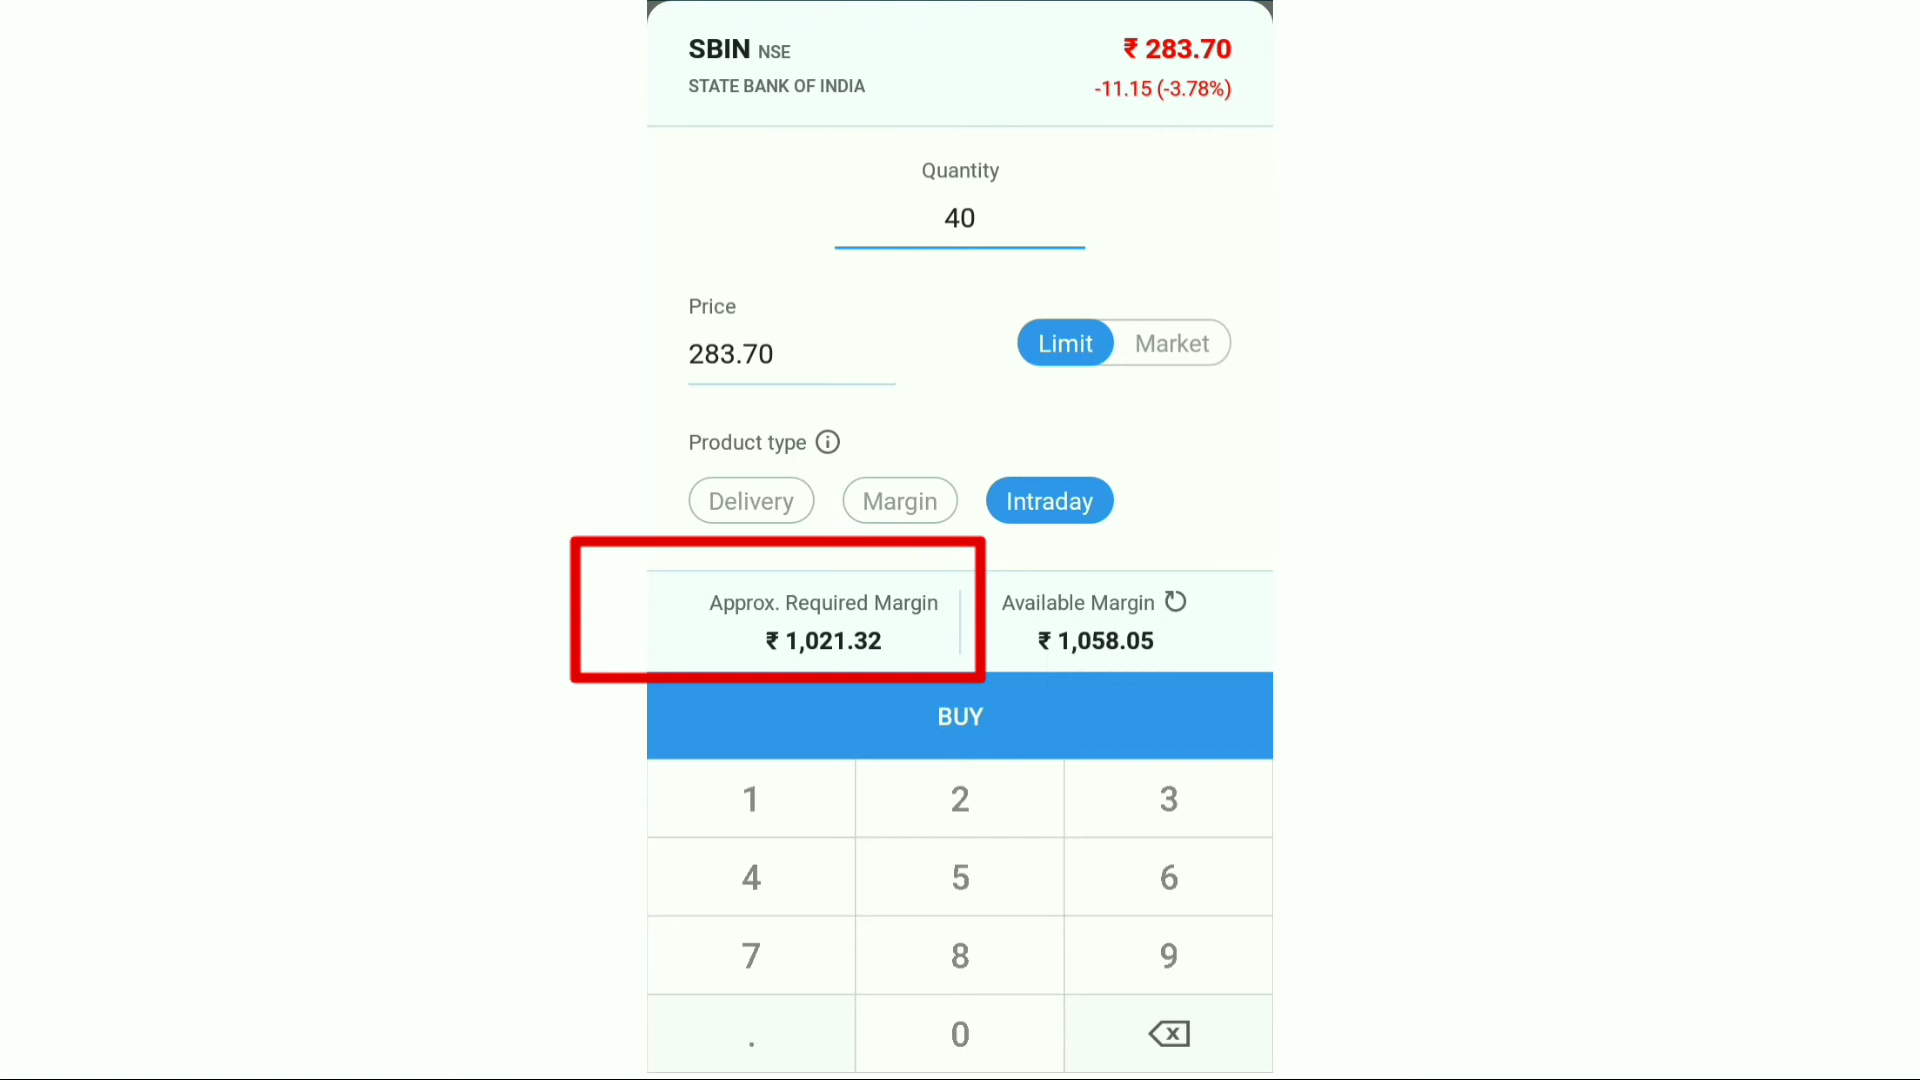 SBIN NSE
₹ 283.70
STATE BANK OF INDIA
-11.15 (-3.78%)
Quantity
40
Price
283.70
Limit
Market
Product type
Delivery
Margin
Intraday
Approx. Required Margin
₹ 1,021.32
Available Margin
₹ 1,058.05
BUY
1 2 3
4 5 6
7 8 9
. 0